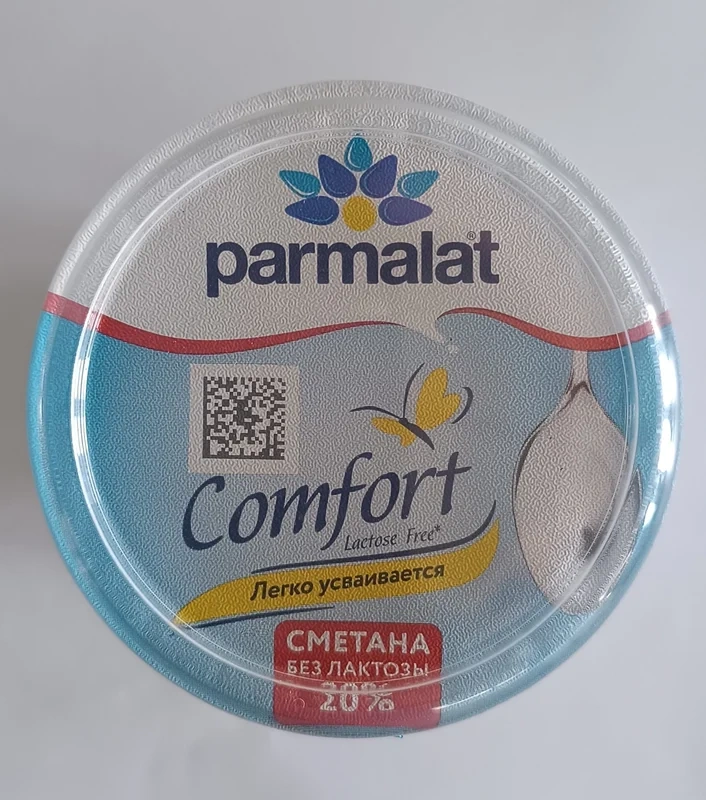 parmalat®
Comfort
Lactose Free*
Легко усваивается
СМЕТАНА
БЕЗ ЛАКТОЗЫ
20%